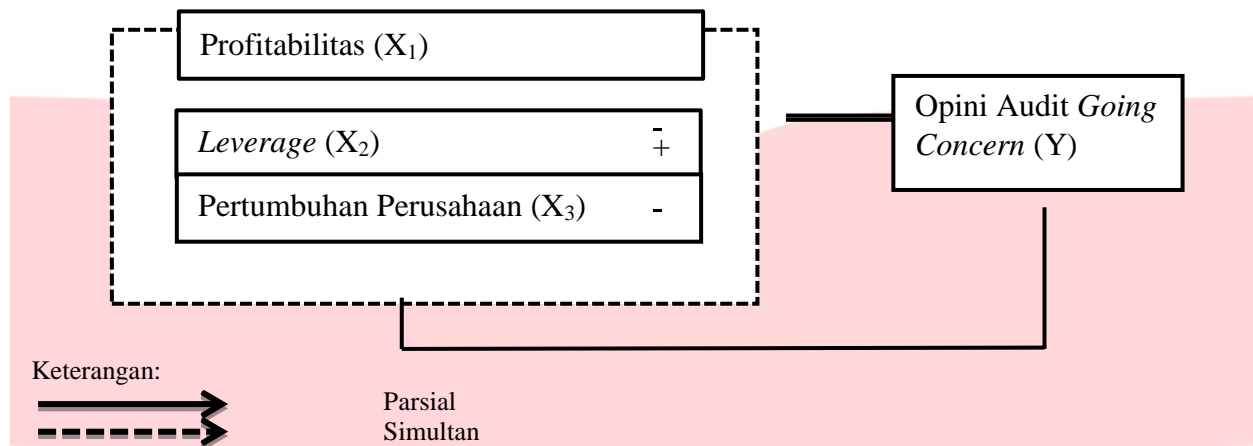 Profitabilitas (X₁)
-
Leverage (X₂) +
Pertumbuhan Perusahaan (X₃) -
Opini Audit Going
Concern (Y)
Keterangan:
Parsial
Simultan